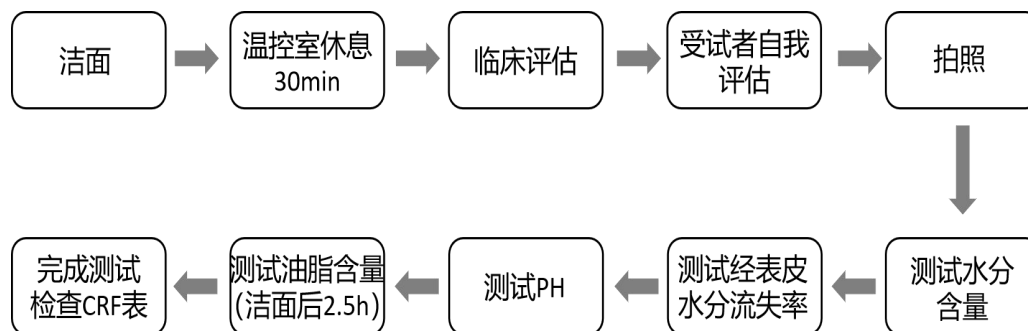 洁面
温控室休息
30min
临床评估
受试者自我
评估
拍照
测试水分
含量
测试经表皮
水分流失率
测试PH
测试油脂含量
(洁面后2.5h)
完成测试
检查CRF表